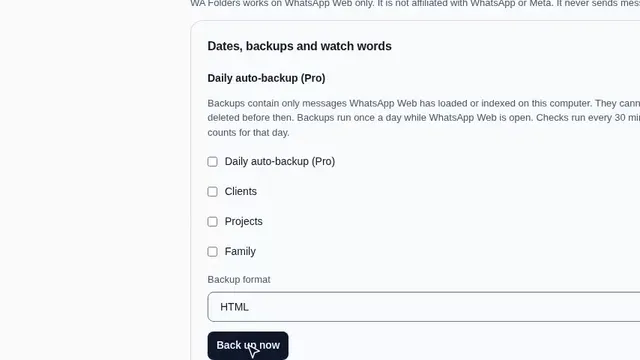 WA Folders works on WhatsApp Web only. It is not affiliated with WhatsApp or Meta. It never sends mes
Dates, backups and watch words
Daily auto-backup (Pro)
Backups contain only messages WhatsApp Web has loaded or indexed on this computer. They cann
deleted before then. Backups run once a day while WhatsApp Web is open. Checks run every 30 mi
counts for that day.
Daily auto-backup (Pro)
Clients
Projects
Family
Backup format
HTML
Back up now